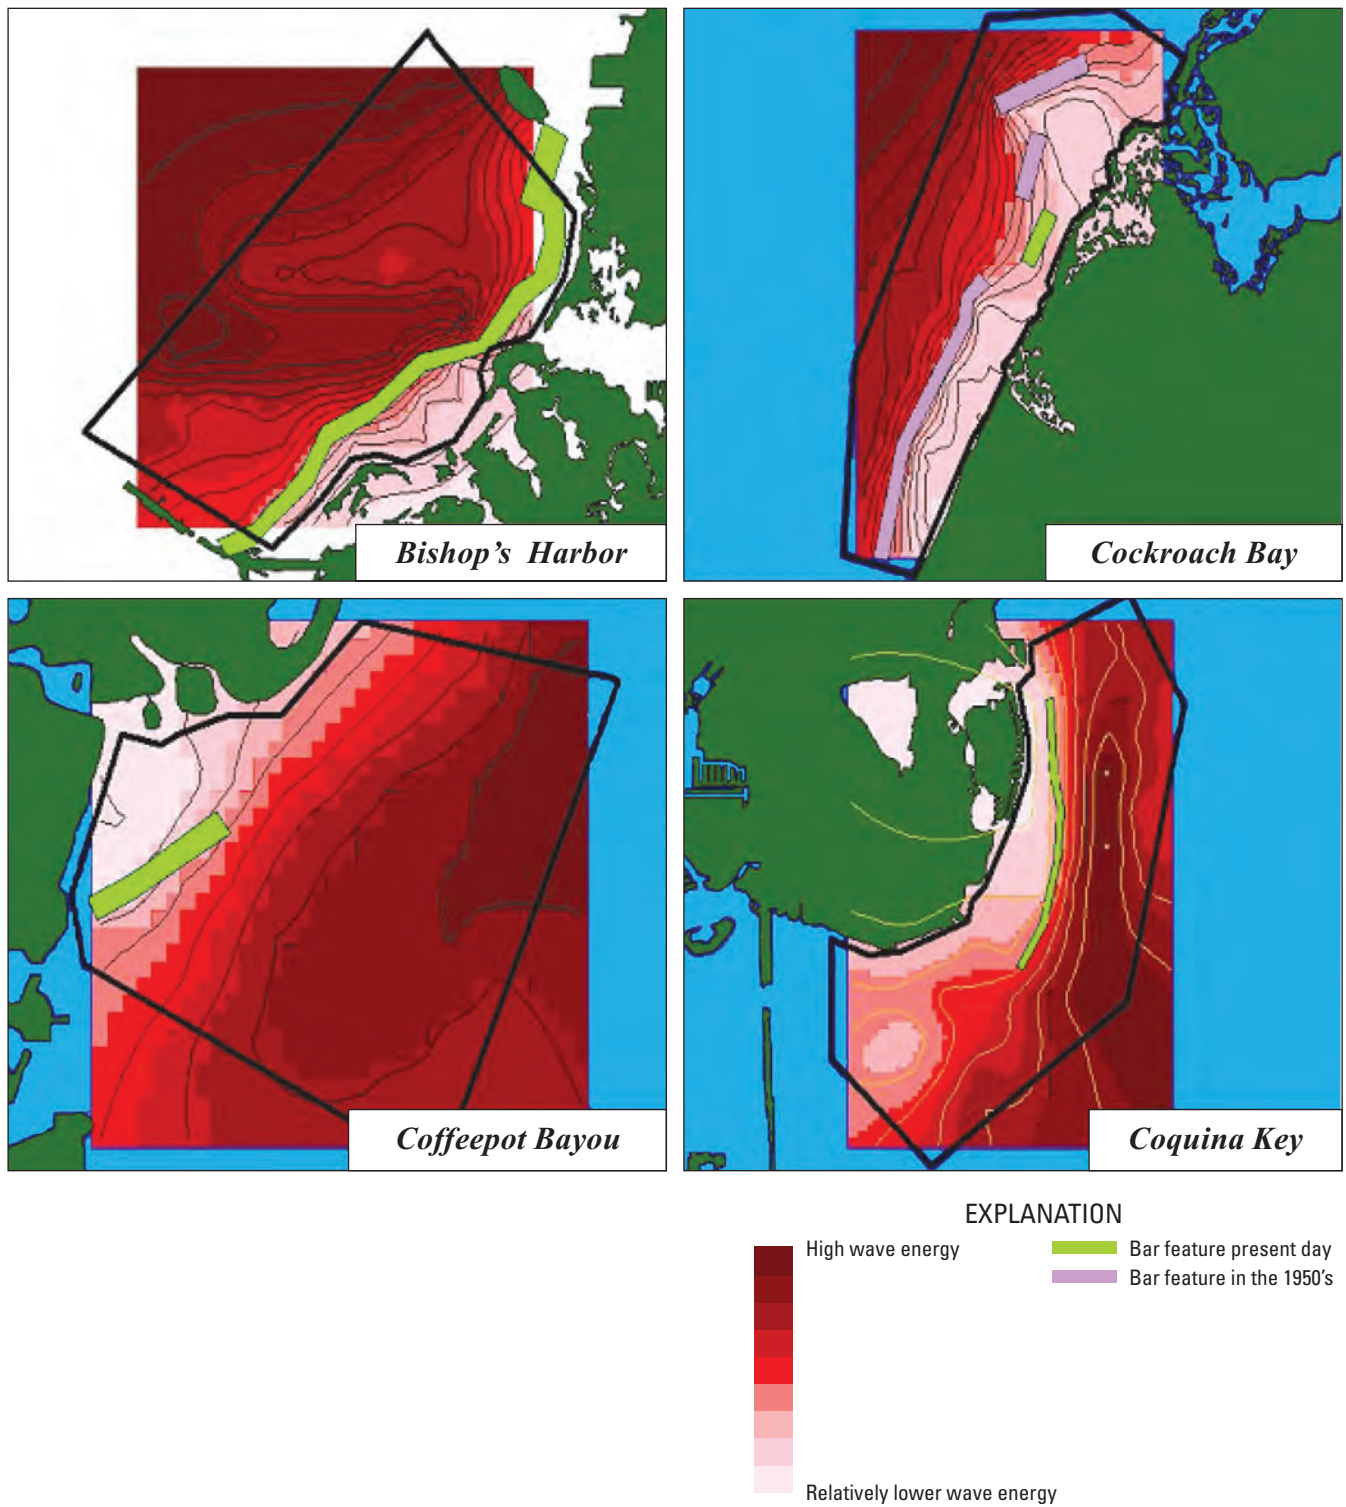 Bishop's Harbor
Cockroach Bay
Coffeepot Bayou
Coquina Key
EXPLANATION
High wave energy
Relatively lower wave energy
Bar feature present day
Bar feature in the 1950's